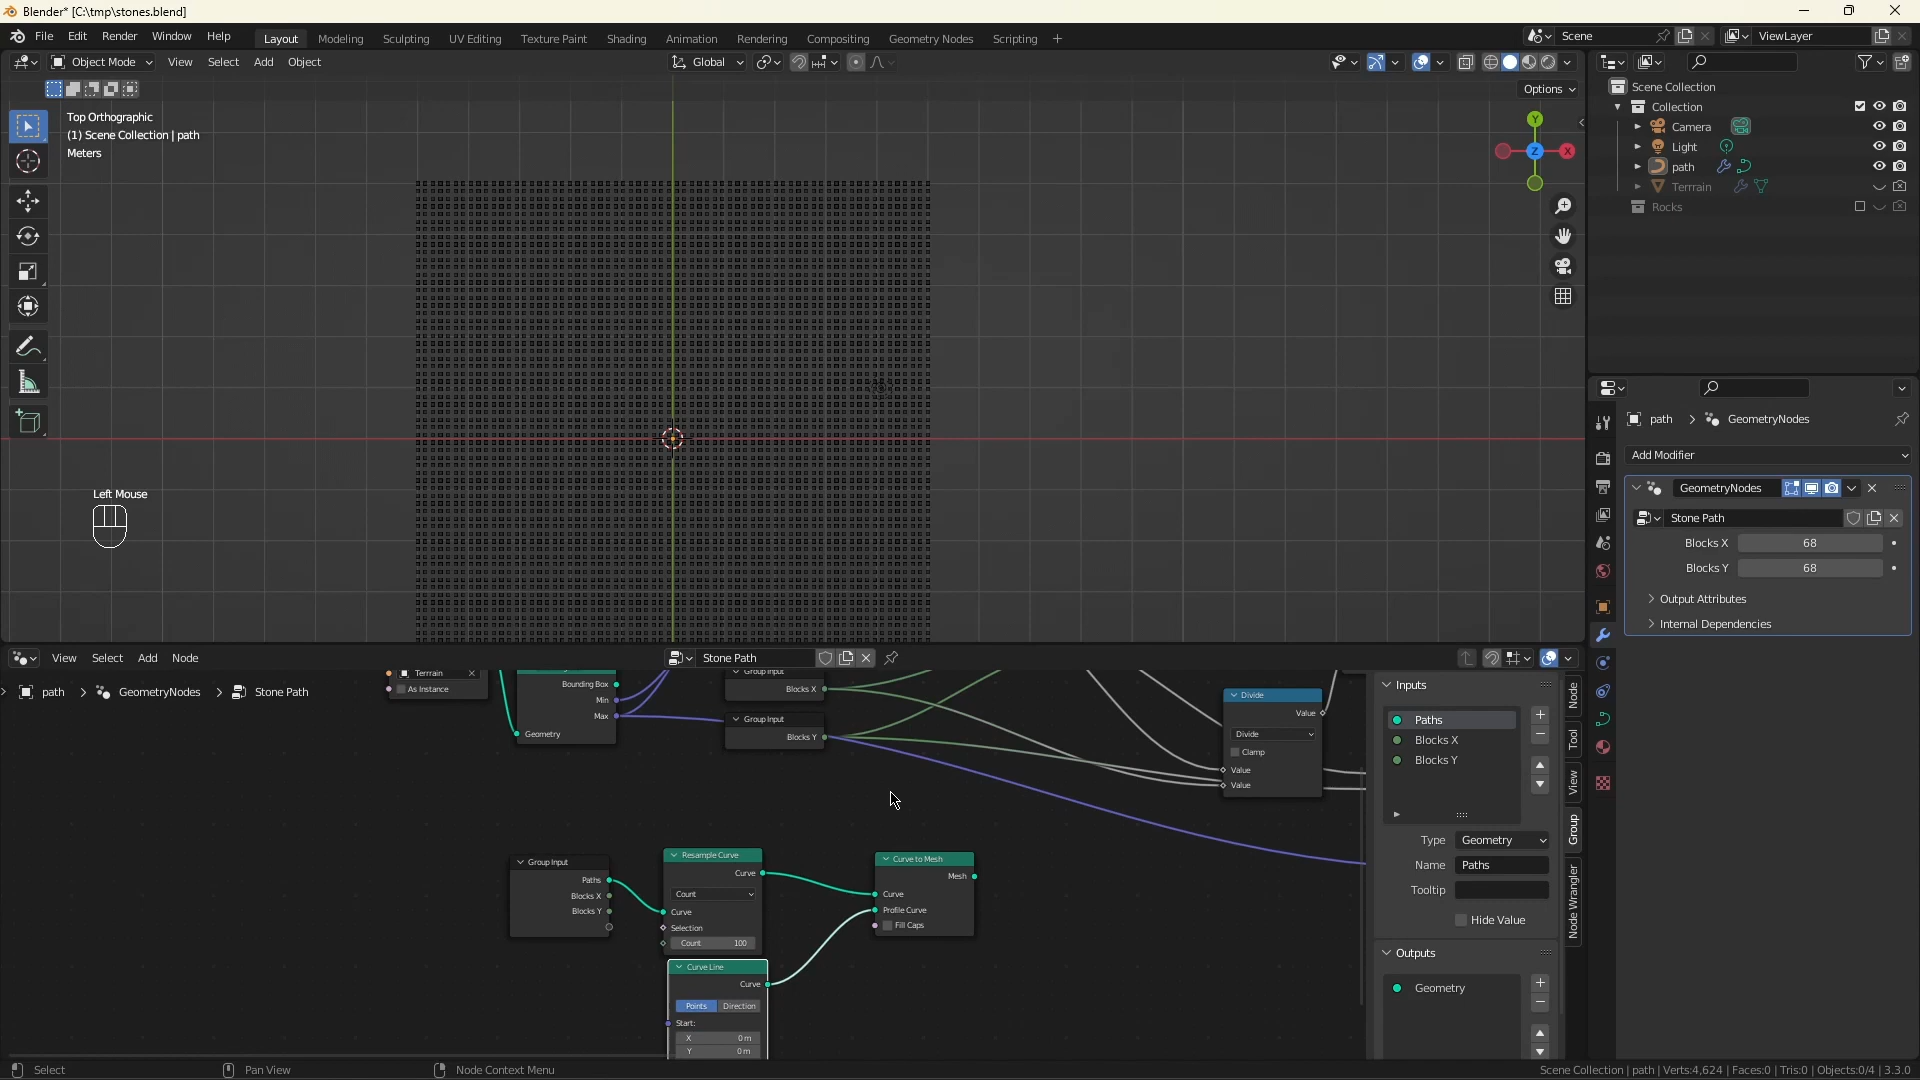 Blender* [C:\tmp\stones.blend]
File Edit Render Window Help
Layout Modeling Sculpting UV Editing Texture Paint Shading Animation Rendering Compositing Geometry Nodes Scripting
Scene
ViewLayer
Object Mode View Select Add Object
Global
Options
Top Orthographic
(1) Scene Collection | path
Meters
Y
X
Z
Left Mouse
Scene Collection
Collection
Camera
Light
path
Terrrain
Rocks
path > GeometryNodes
Add Modifier
GeometryNodes
Stone Path
Blocks X 68
Blocks Y 68
Output Attributes
Internal Dependencies
View Select Add Node
Stone Path
path > GeometryNodes > Stone Path
Terrain
As Instance
Bounding Box
Min
Max
Geometry
Group Input
Blocks X
Group Input
Blocks Y
Divide
Value
Divide
Clamp
Value
Value
Group Input
Paths
Blocks X
Blocks Y
Resample Curve
Curve
Count
Curve
Selection
Count 100
Curve to Mesh
Mesh
Curve
Profile Curve
Fill Caps
Curve Line
Curve
Points Direction
Start:
X 0 m
Y 0 m
Inputs
Paths
Blocks X
Blocks Y
Type Geometry
Name Paths
Tooltip
Hide Value
Outputs
Geometry
Node
Tool
View
Group
Node Wrangler
Select
Pan View
Node Context Menu
Scene Collection | path | Verts:4,624 | Faces:0 | Tris:0 | Objects:0/4 | 3.3.0